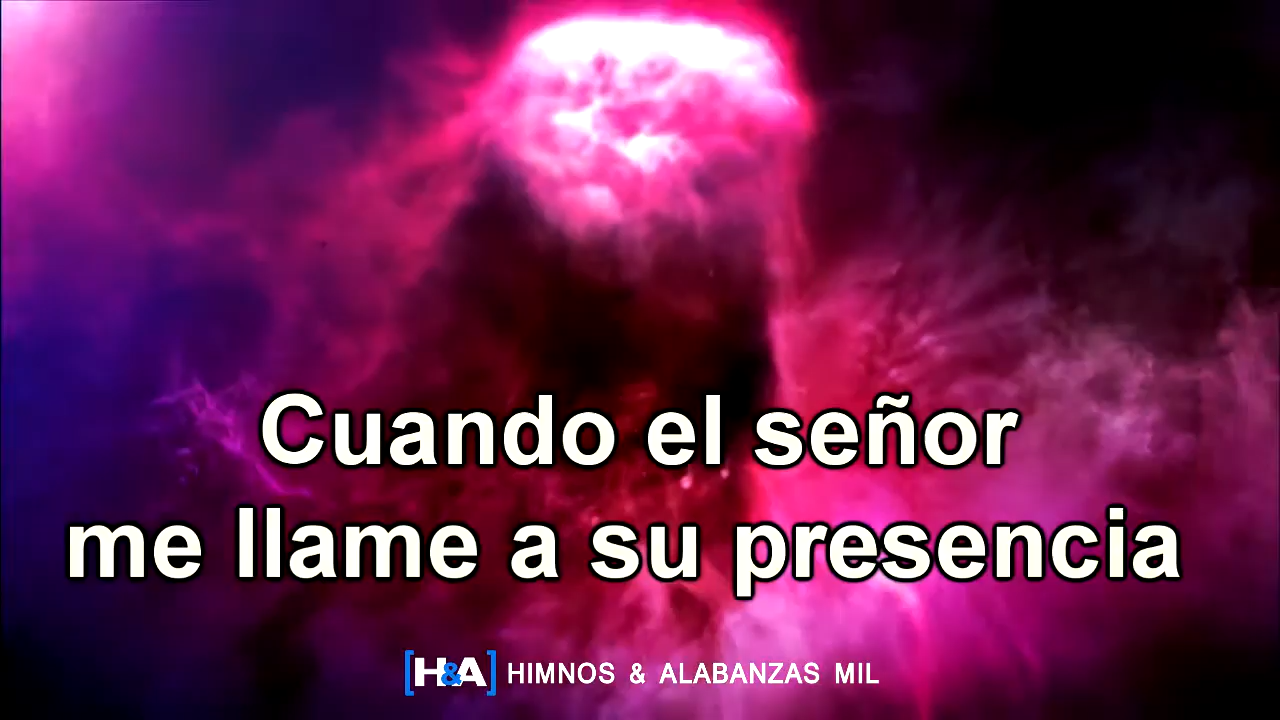 Cuando el señor
me llame a su presencia
[H&A] HIMNOS & ALABANZAS MIL